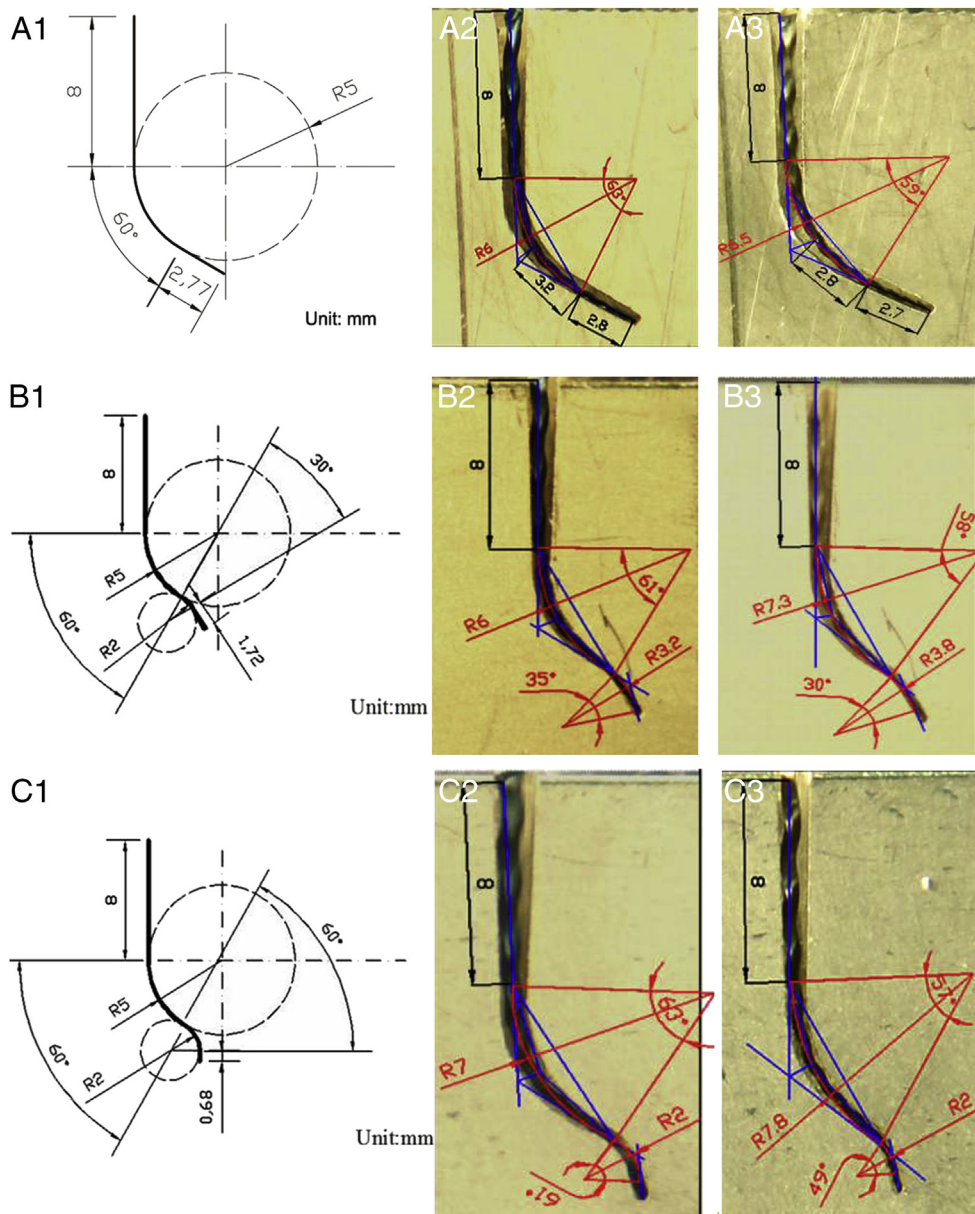 A1
8
R5
60°
2,77
Unit: mm
A2
8
63°
R6
3.2
2.8
A3
8
59°
R6.5
2.8
2.7
B1
8
30°
R5
60°
R2
1,72
Unit:mm
B2
8
61°
R6
R3.2
35°
B3
8
58°
R7.3
R3.8
30°
C1
8
60°
R5
60°
R2
0,68
Unit:mm
C2
8
63°
R7
R2
61°
C3
8
57°
R7.8
R2
49°